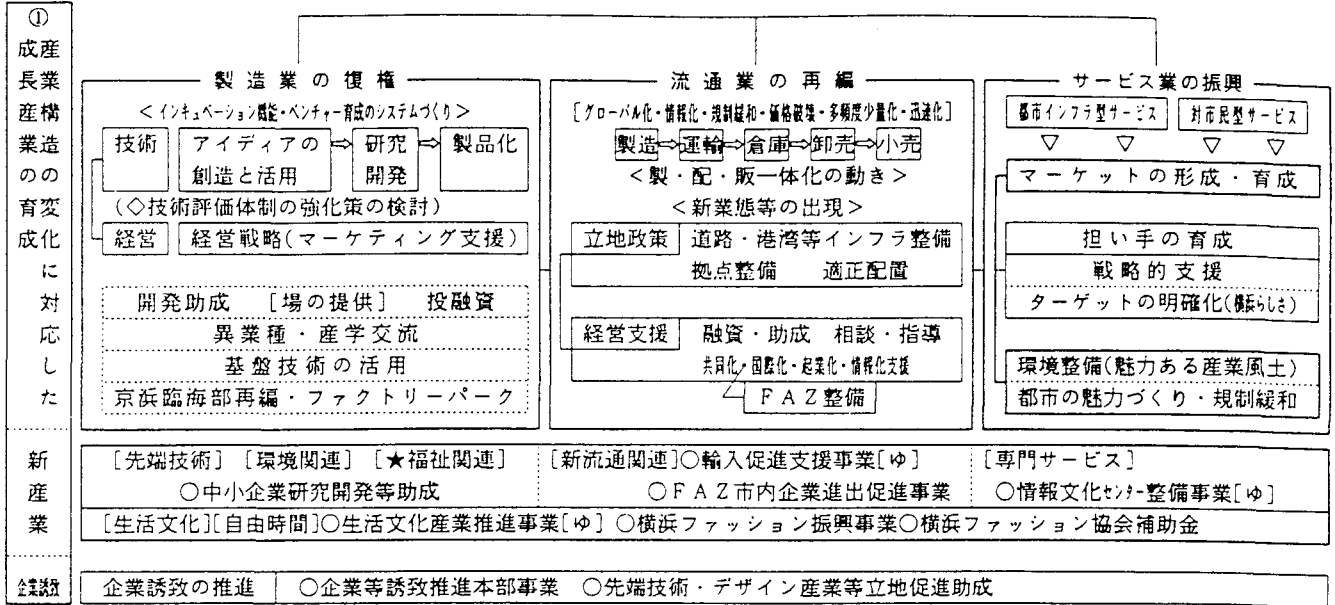 ①産業構造の変化に対応した成長産業の育成
製造業の復権
<インキュベーション機能・ベンチャー育成のシステムづくり>
技術 アイディアの創造と活用 ⇨ 研究開発 ⇨ 製品化
(◇技術評価体制の強化策の検討)
経営 経営戦略(マーケティング支援)
開発助成 [場の提供] 投融資
異業種・産学交流
基盤技術の活用
京浜臨海部再編・ファクトリーパーク
流通業の再編
[グローバル化・情報化・規制緩和・価格破壊・多頻度少量化・迅速化]
製造⇨運輸⇨倉庫⇨卸売⇨小売
<製・配・販一体化の動き>
<新業態等の出現>
立地政策 道路・港湾等インフラ整備
拠点整備 適正配置
経営支援 融資・助成 相談・指導
共同化・国際化・起業化・情報化支援
FAZ整備
サービス業の振興
都市インフラ型サービス 対市民型サービス
▽ ▽ ▽ ▽
マーケットの形成・育成
担い手の育成
戦略的支援
ターゲットの明確化(横浜らしさ)
環境整備(魅力ある産業風土)
都市の魅力づくり・規制緩和
新産業
[先端技術] [環境関連] [★福祉関連] [新流通関連]○輸入促進支援事業[ゆ] [専門サービス]
○中小企業研究開発等助成 ○FAZ市内企業進出促進事業 ○情報文化センター整備事業[ゆ]
[生活文化][自由時間]○生活文化産業推進事業[ゆ] ○横浜ファッション振興事業○横浜ファッション協会補助金
企業誘致
企業誘致の推進 ○企業等誘致推進本部事業 ○先端技術・デザイン産業等立地促進助成